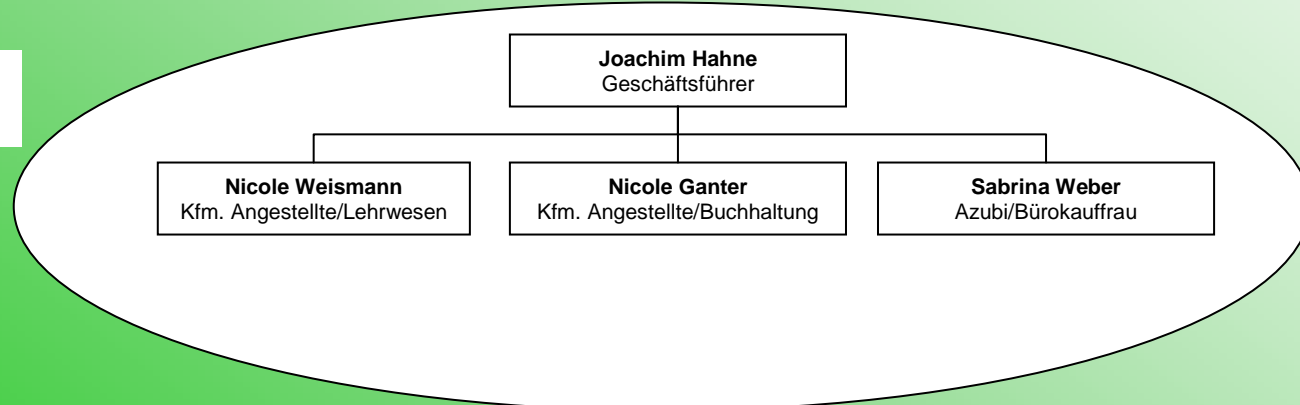 Joachim Hahne
Geschäftsführer
Nicole Weismann
Kfm. Angestellte/Lehrwesen
Nicole Ganter
Kfm. Angestellte/Buchhaltung
Sabrina Weber
Azubi/Bürokauffrau